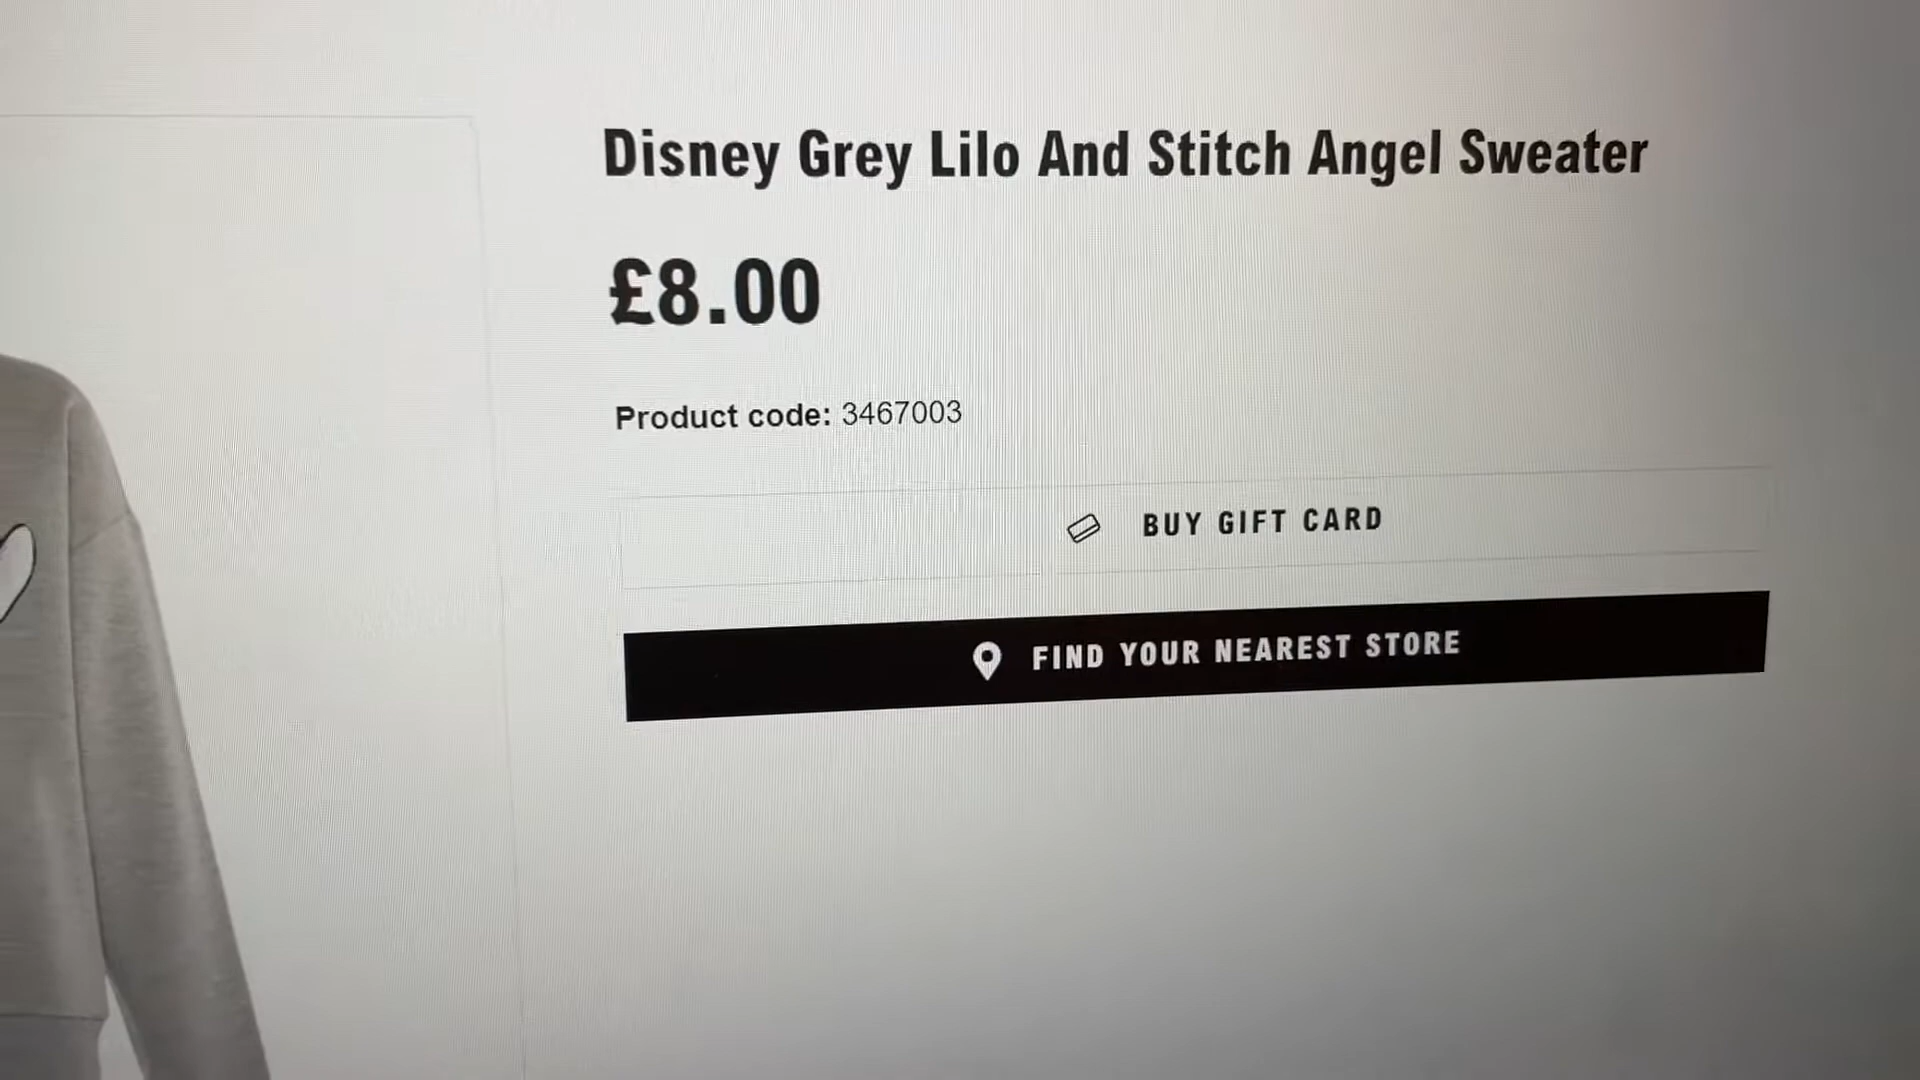 Disney Grey Lilo And Stitch Angel Sweater
£8.00
Product code: 3467003
BUY GIFT CARD
FIND YOUR NEAREST STORE